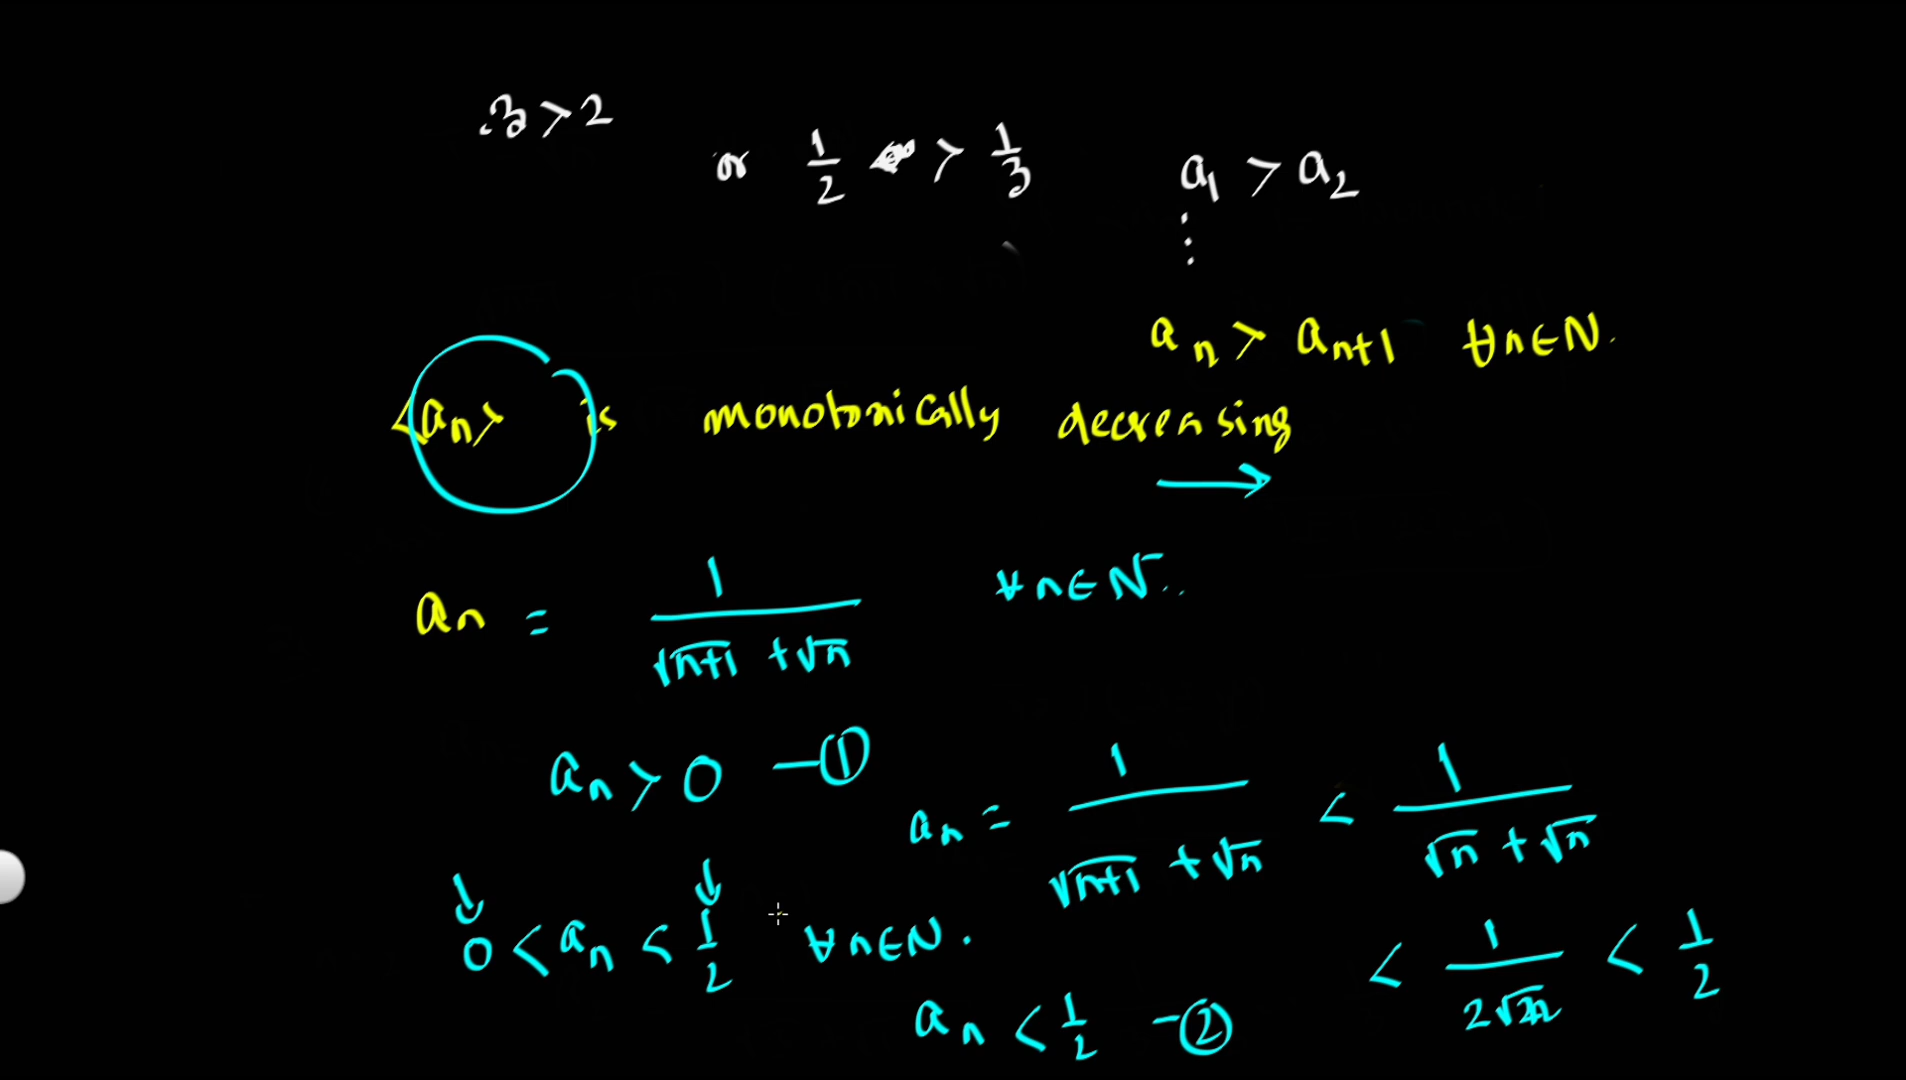 3 > 2
or 1/2 > 1/3
a₁ > a₂
⋮
aₙ > aₙ₊₁ ∀n∈N.
<aₙ> is monotonically decreasing
→
aₙ = 1/(√n+1 + √n) ∀n∈N..
aₙ > 0 —①
aₙ = 1/(√n+1 + √n) < 1/(√n + √n)
0 < aₙ < 1/2 ∀n∈N.
< 1/(2√n) < 1/2
aₙ < 1/2 —②